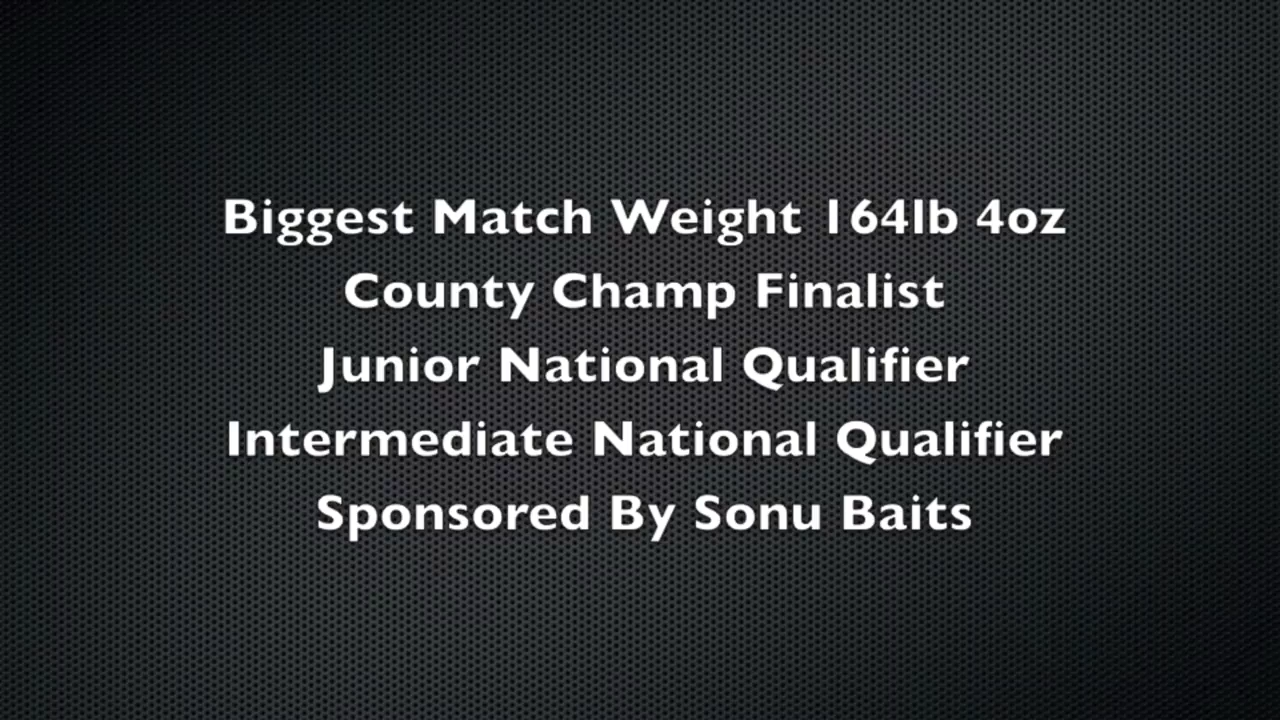 Biggest Match Weight 164lb 4oz
County Champ Finalist
Junior National Qualifier
Intermediate National Qualifier
Sponsored By Sonu Baits